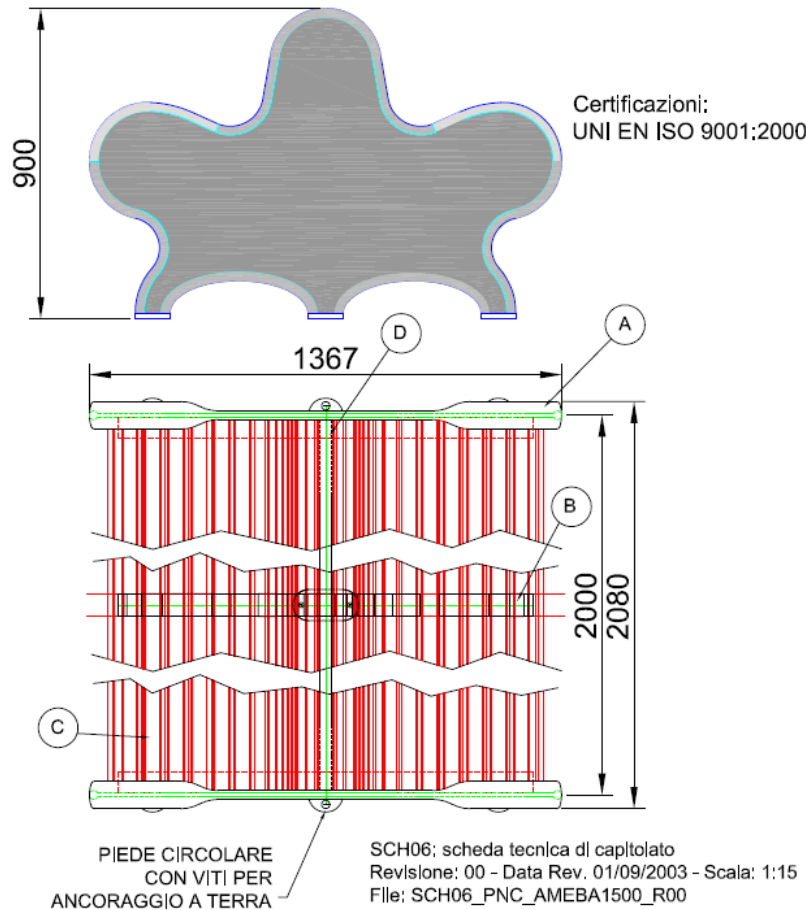 900
Certificazioni:
UNI EN ISO 9001:2000
1367
D
A
B
2000
2080
C
PIEDE CIRCOLARE
CON VITI PER
ANCORAGGIO A TERRA
SCH06; scheda tecnica di capitolato
Revisione: 00 - Data Rev. 01/09/2003 - Scala: 1:15
File: SCH06_PNC_AMEBA1500_R00